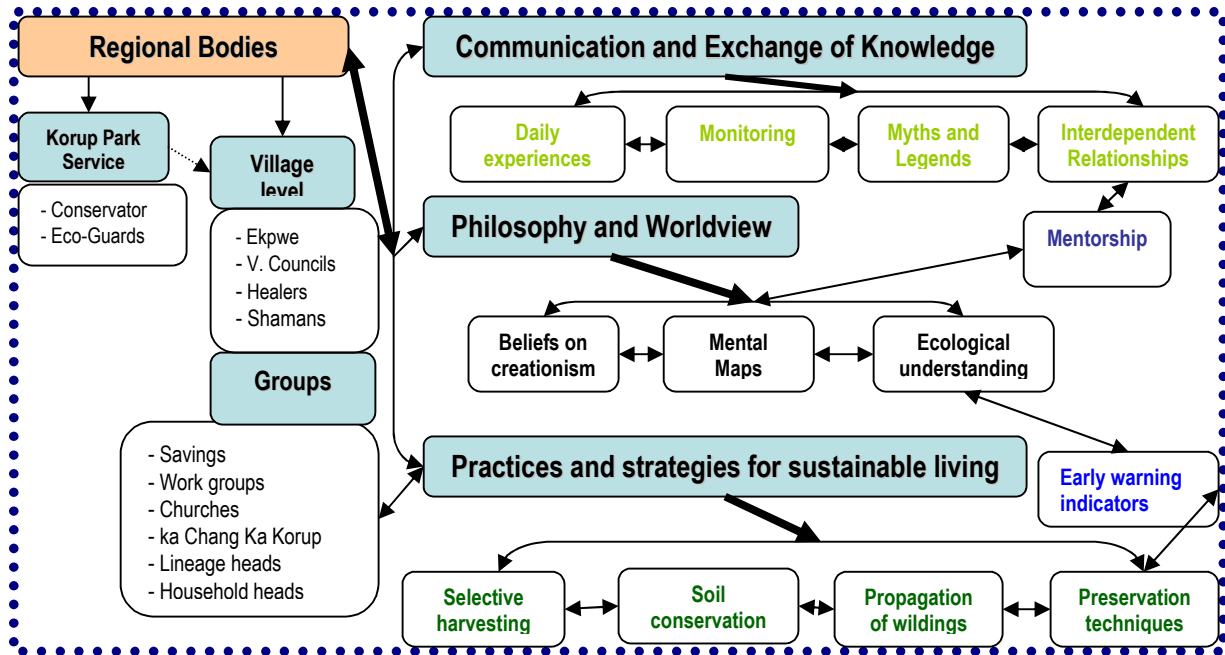 Regional Bodies
Korup Park
Service
- Conservator
- Eco-Guards
Village
level
- Ekpwe
- V. Councils
- Healers
- Shamans
Groups
- Savings
- Work groups
- Churches
- ka Chang Ka Korup
- Lineage heads
- Household heads
Communication and Exchange of Knowledge
Daily
experiences
Monitoring
Myths and
Legends
Interdependent
Relationships
Mentorship
Philosophy and Worldview
Beliefs on
creationism
Mental
Maps
Ecological
understanding
Early warning
indicators
Practices and strategies for sustainable living
Selective
harvesting
Soil
conservation
Propagation
of wildings
Preservation
techniques